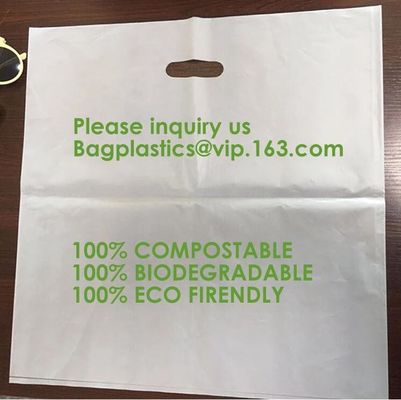 Please inquiry us
Bagplastics@vip.163.com
100% COMPOSTABLE
100% BIODEGRADABLE
100% ECO FIRENDLY